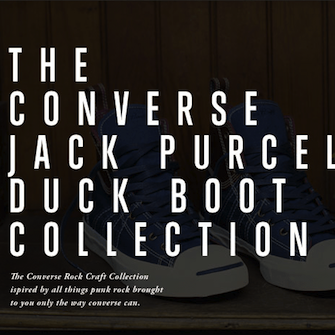 THE
CONVERSE
JACK PURCEL
DUCK BOOT
COLLECTION
The Converse Rock Craft Collection
ispired by all things punk rock brought
to you only the way converse can.